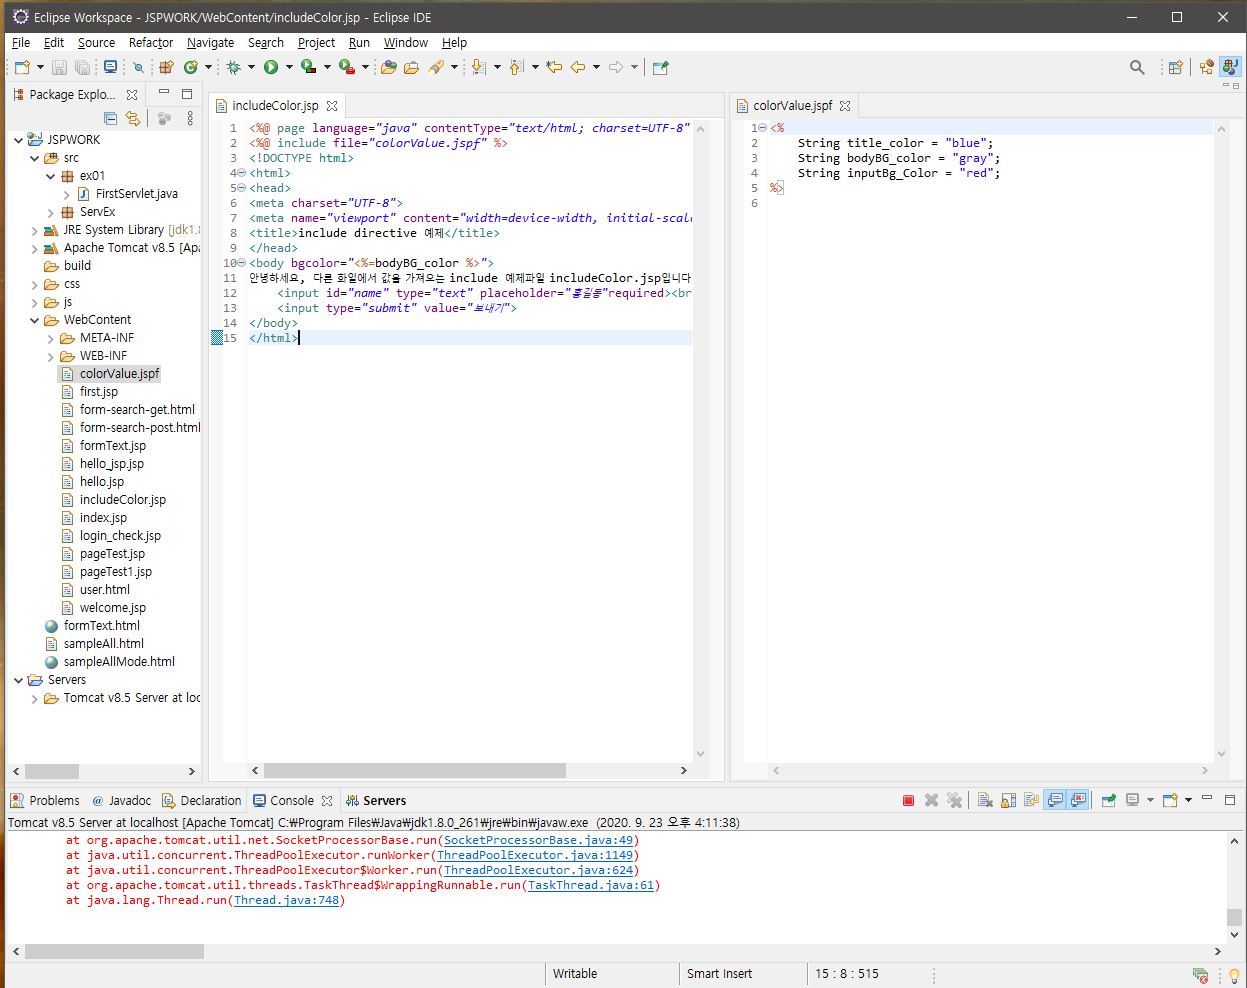 Eclipse Workspace - JSPWORK/WebContent/includeColor.jsp - Eclipse IDE
File Edit Source Refactor Navigate Search Project Run Window Help
Package Explo...
JSPWORK
src
ex01
FirstServlet.java
ServEx
JRE System Library [jdk1.8
Apache Tomcat v8.5 [Apa
build
css
js
WebContent
META-INF
WEB-INF
colorValue.jspf
first.jsp
form-search-get.html
form-search-post.html
formText.jsp
hello_jsp.jsp
hello.jsp
includeColor.jsp
index.jsp
login_check.jsp
pageTest.jsp
pageTest1.jsp
user.html
welcome.jsp
formText.html
sampleAll.html
sampleAllMode.html
Servers
Tomcat v8.5 Server at loc
includeColor.jsp
1 <%@ page language="java" contentType="text/html; charset=UTF-8"
2 <%@ include file="colorValue.jspf" %>
3 <!DOCTYPE html>
4 <html>
5 <head>
6 <meta charset="UTF-8">
7 <meta name="viewport" content="width=device-width, initial-scale
8 <title>include directive 예제</title>
9 </head>
10 <body bgcolor="<%=bodyBG_color %>">
11 안녕하세요, 다른 화일에서 값을 가져오는 include 예제파일 includeColor.jsp입니다
12 <input id="name" type="text" placeholder="홍길동"required><br
13 <input type="submit" value="보내기">
14 </body>
15 </html>
colorValue.jspf
1 <%
2 String title_color = "blue";
3 String bodyBG_color = "gray";
4 String inputBg_Color = "red";
5 %>
6
Problems @ Javadoc Declaration Console Servers
Tomcat v8.5 Server at localhost [Apache Tomcat] C:₩Program Files₩Java₩jdk1.8.0_261₩jre₩bin₩javaw.exe (2020. 9. 23 오후 4:11:38)
at org.apache.tomcat.util.net.SocketProcessorBase.run(SocketProcessorBase.java:49)
at java.util.concurrent.ThreadPoolExecutor.runWorker(ThreadPoolExecutor.java:1149)
at java.util.concurrent.ThreadPoolExecutor$Worker.run(ThreadPoolExecutor.java:624)
at org.apache.tomcat.util.threads.TaskThread$WrappingRunnable.run(TaskThread.java:61)
at java.lang.Thread.run(Thread.java:748)
Writable Smart Insert 15 : 8 : 515